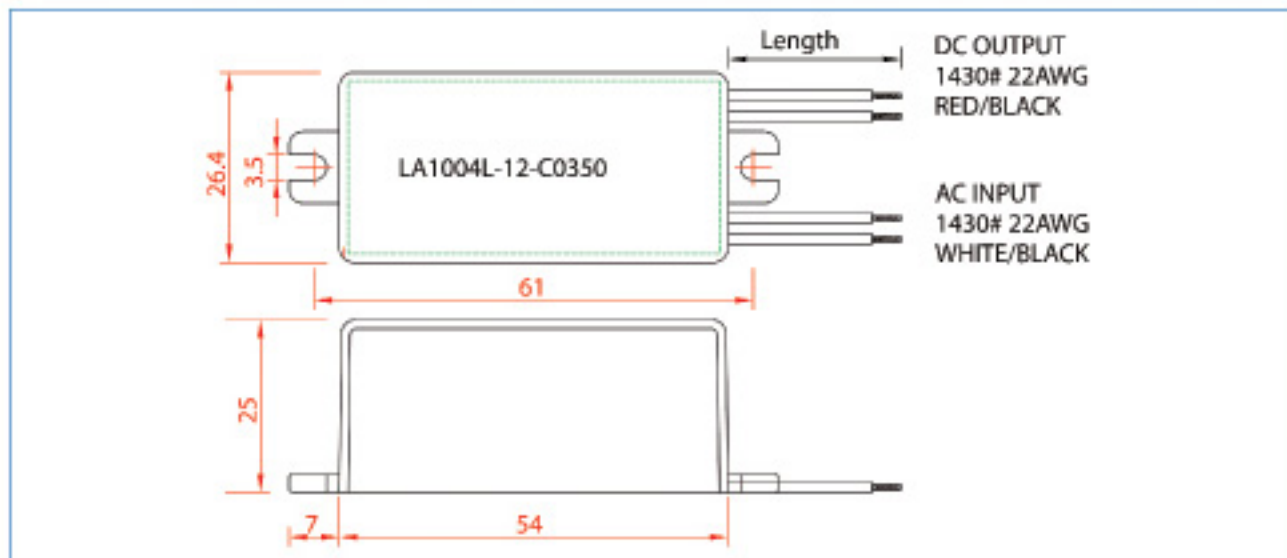 Length
DC OUTPUT
1430# 22AWG
RED/BLACK
26.4
3.5
LA1004L-12-C0350
AC INPUT
1430# 22AWG
WHITE/BLACK
61
25
7
54